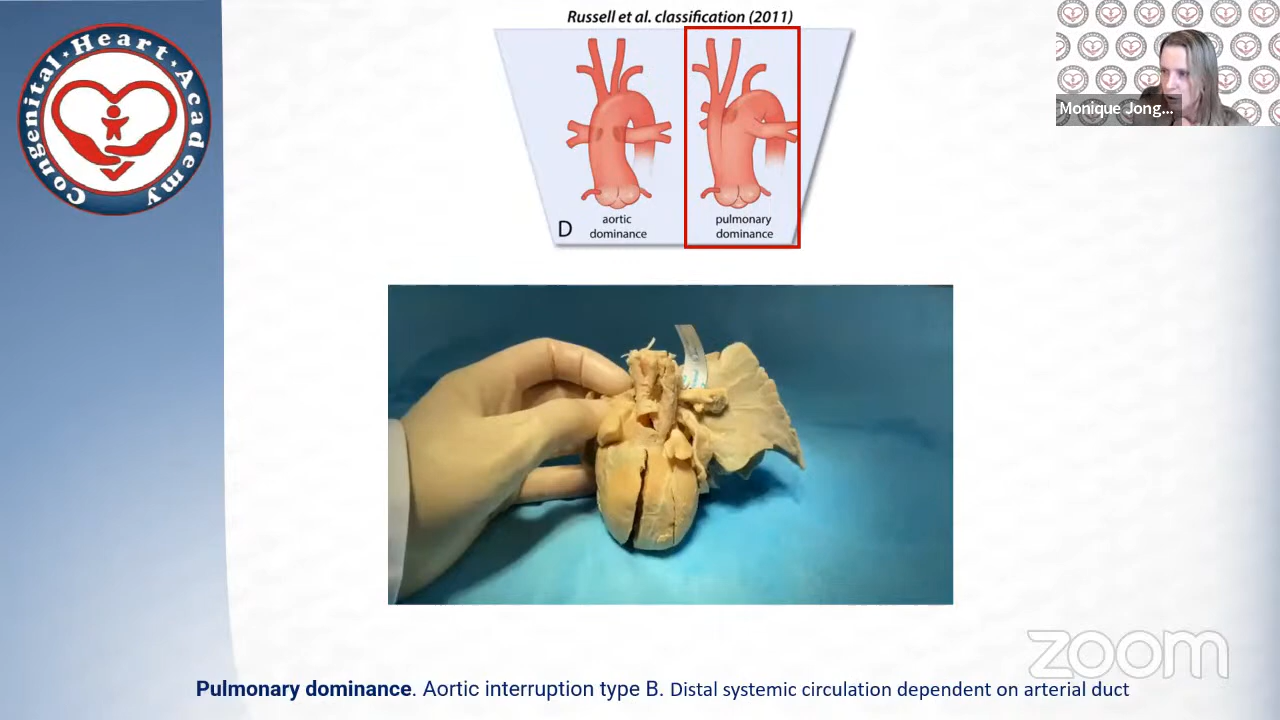 Russell et al. classification (2011)
Congenital Heart Academy
Monique Jong...
D
aortic
dominance
pulmonary
dominance
zoom
Pulmonary dominance. Aortic interruption type B. Distal systemic circulation dependent on arterial duct